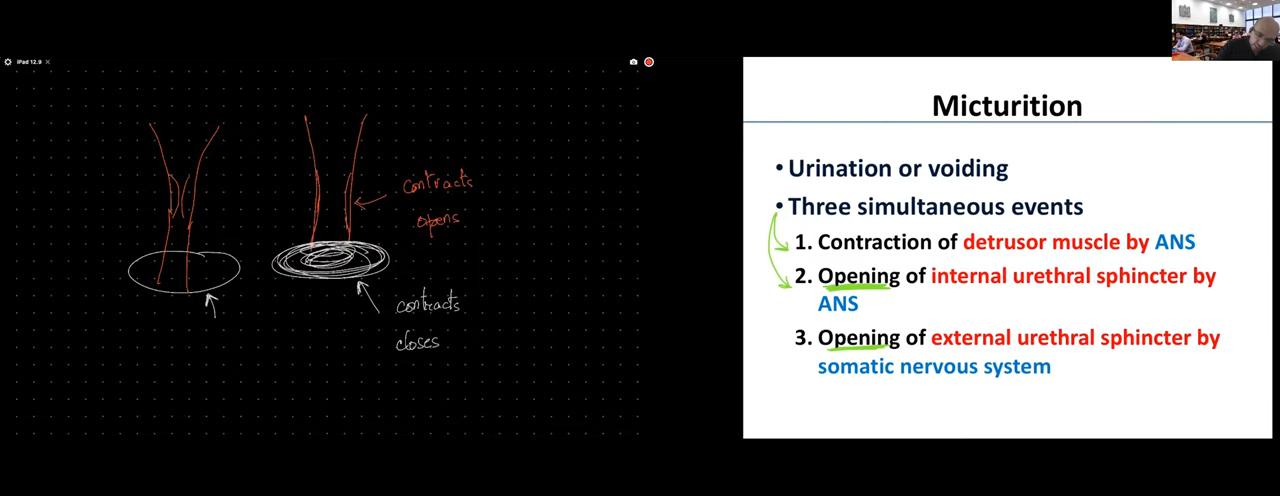 iPad 12.9
contracts
opens
contracts
closes
Micturition
• Urination or voiding
• Three simultaneous events
1. Contraction of detrusor muscle by ANS
2. Opening of internal urethral sphincter by
ANS
3. Opening of external urethral sphincter by
somatic nervous system